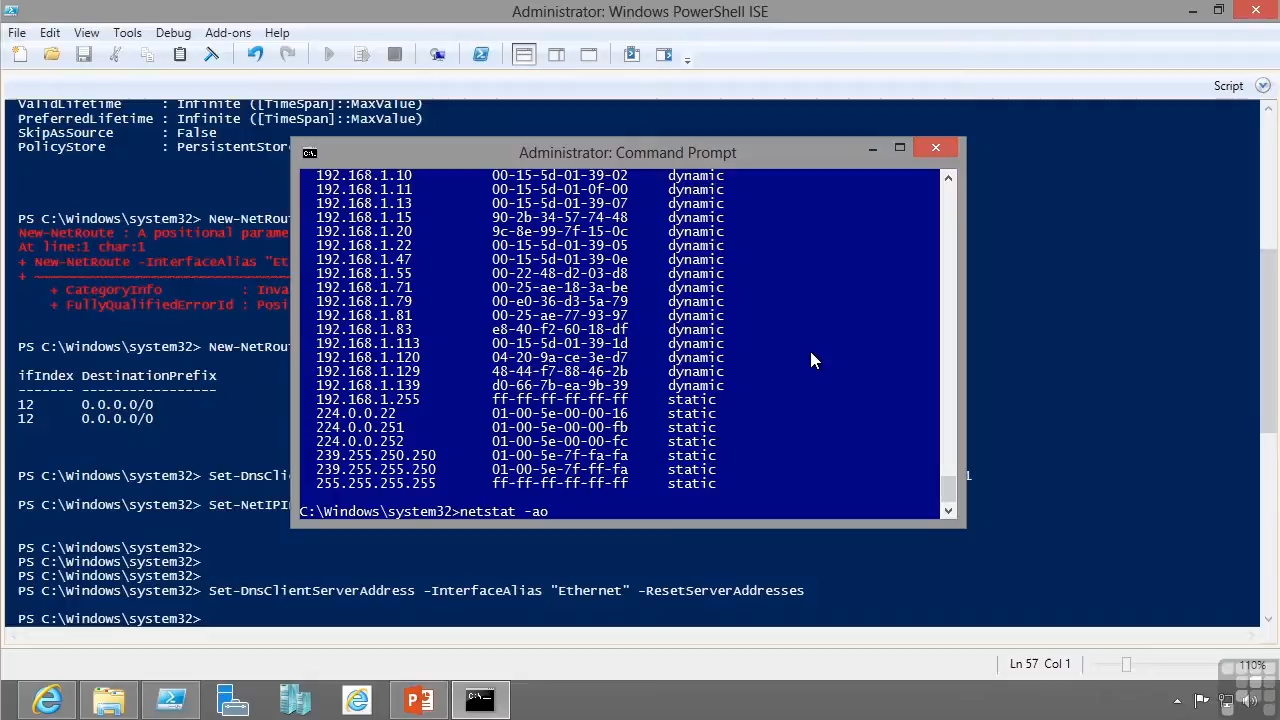 Administrator: Windows PowerShell ISE
File Edit View Tools Debug Add-ons Help
Script
ValidLifetime : Infinite ([TimeSpan]::MaxValue)
PreferredLifetime : Infinite ([TimeSpan]::MaxValue)
SkipAsSource : False
PolicyStore : PersistentStore
PS C:\Windows\system32> New-NetRout
New-NetRoute : A positional parame
At line:1 char:1
+ New-NetRoute -InterfaceAlias "Et
+ ~~~~~~~~~~~~~~~~~~~~~~~~~~~~~~~~
+ CategoryInfo : Inva
+ FullyQualifiedErrorId : Posi
PS C:\Windows\system32> New-NetRout
ifIndex DestinationPrefix
------- -----------------
12 0.0.0.0/0
12 0.0.0.0/0
PS C:\Windows\system32> Set-DnsCli
PS C:\Windows\system32> Set-NetIPI
PS C:\Windows\system32>
PS C:\Windows\system32>
PS C:\Windows\system32>
PS C:\Windows\system32> Set-DnsClientServerAddress -InterfaceAlias "Ethernet" -ResetServerAddresses
PS C:\Windows\system32>
Administrator: Command Prompt
192.168.1.10 00-15-5d-01-39-02 dynamic
192.168.1.11 00-15-5d-01-0f-00 dynamic
192.168.1.13 00-15-5d-01-39-07 dynamic
192.168.1.15 90-2b-34-57-74-48 dynamic
192.168.1.20 9c-8e-99-7f-15-0c dynamic
192.168.1.22 00-15-5d-01-39-05 dynamic
192.168.1.47 00-15-5d-01-39-0e dynamic
192.168.1.55 00-22-48-d2-03-d8 dynamic
192.168.1.71 00-25-ae-18-3a-be dynamic
192.168.1.79 00-e0-36-d3-5a-79 dynamic
192.168.1.81 00-25-ae-77-93-97 dynamic
192.168.1.83 e8-40-f2-60-18-df dynamic
192.168.1.113 00-15-5d-01-39-1d dynamic
192.168.1.120 04-20-9a-ce-3e-d7 dynamic
192.168.1.129 48-44-f7-88-46-2b dynamic
192.168.1.139 d0-66-7b-ea-9b-39 dynamic
192.168.1.255 ff-ff-ff-ff-ff-ff static
224.0.0.22 01-00-5e-00-00-16 static
224.0.0.251 01-00-5e-00-00-fb static
224.0.0.252 01-00-5e-00-00-fc static
239.255.250.250 01-00-5e-7f-fa-fa static
239.255.255.250 01-00-5e-7f-ff-fa static
255.255.255.255 ff-ff-ff-ff-ff-ff static
C:\Windows\system32>netstat -ao
Ln 57 Col 1
110%